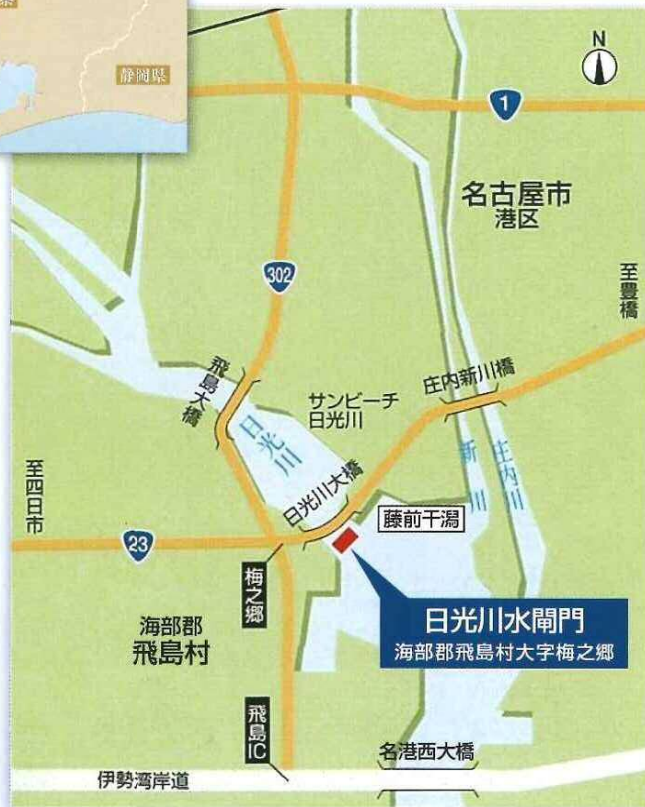 静岡県
N
1
名古屋市
港区
302
至豊橋
飛島大橋
サンビーチ
日光川
庄内新川橋
日光川
新川
庄内川
至四日市
日光川大橋
藤前干潟
23
梅之郷
日光川水閘門
海部郡飛島村大字梅之郷
海部郡
飛島村
飛島IC
名港西大橋
伊勢湾岸道